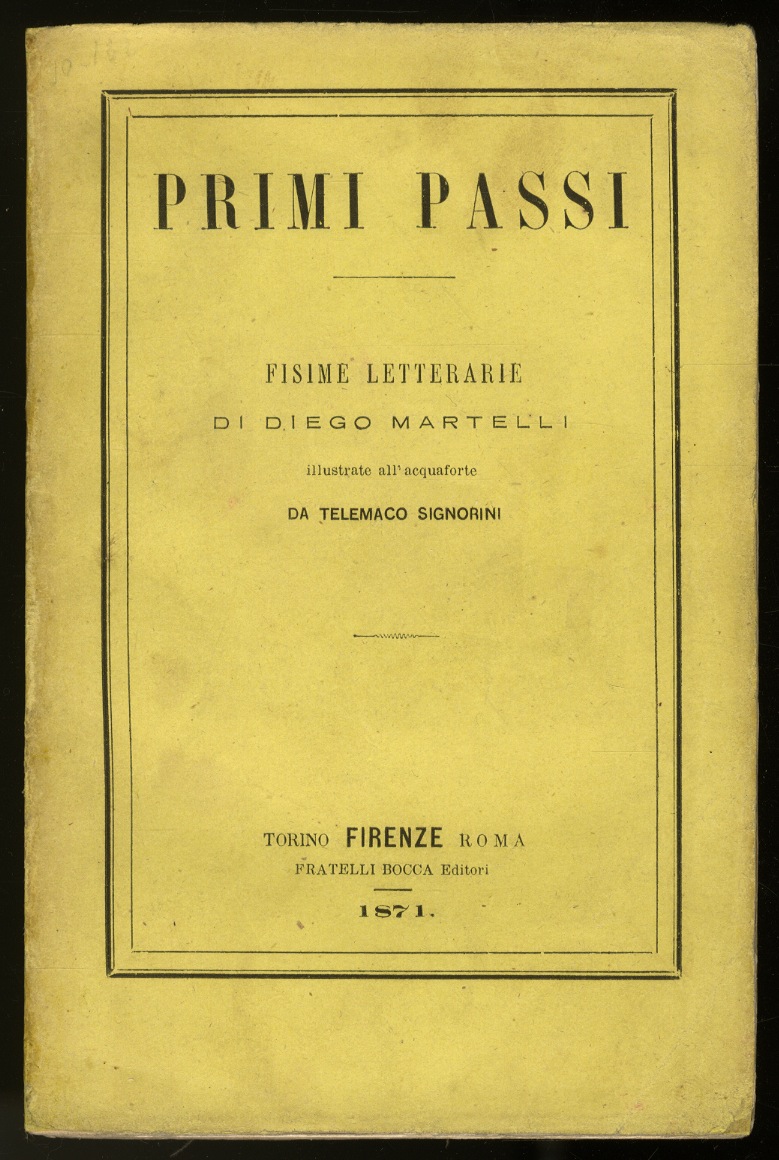 PRIMI PASSI
FISIME LETTERARIE
DI DIEGO MARTELLI
illustrate all'acquaforte
DA TELEMACO SIGNORINI
TORINO FIRENZE ROMA
FRATELLI BOCCA Editori
1871.